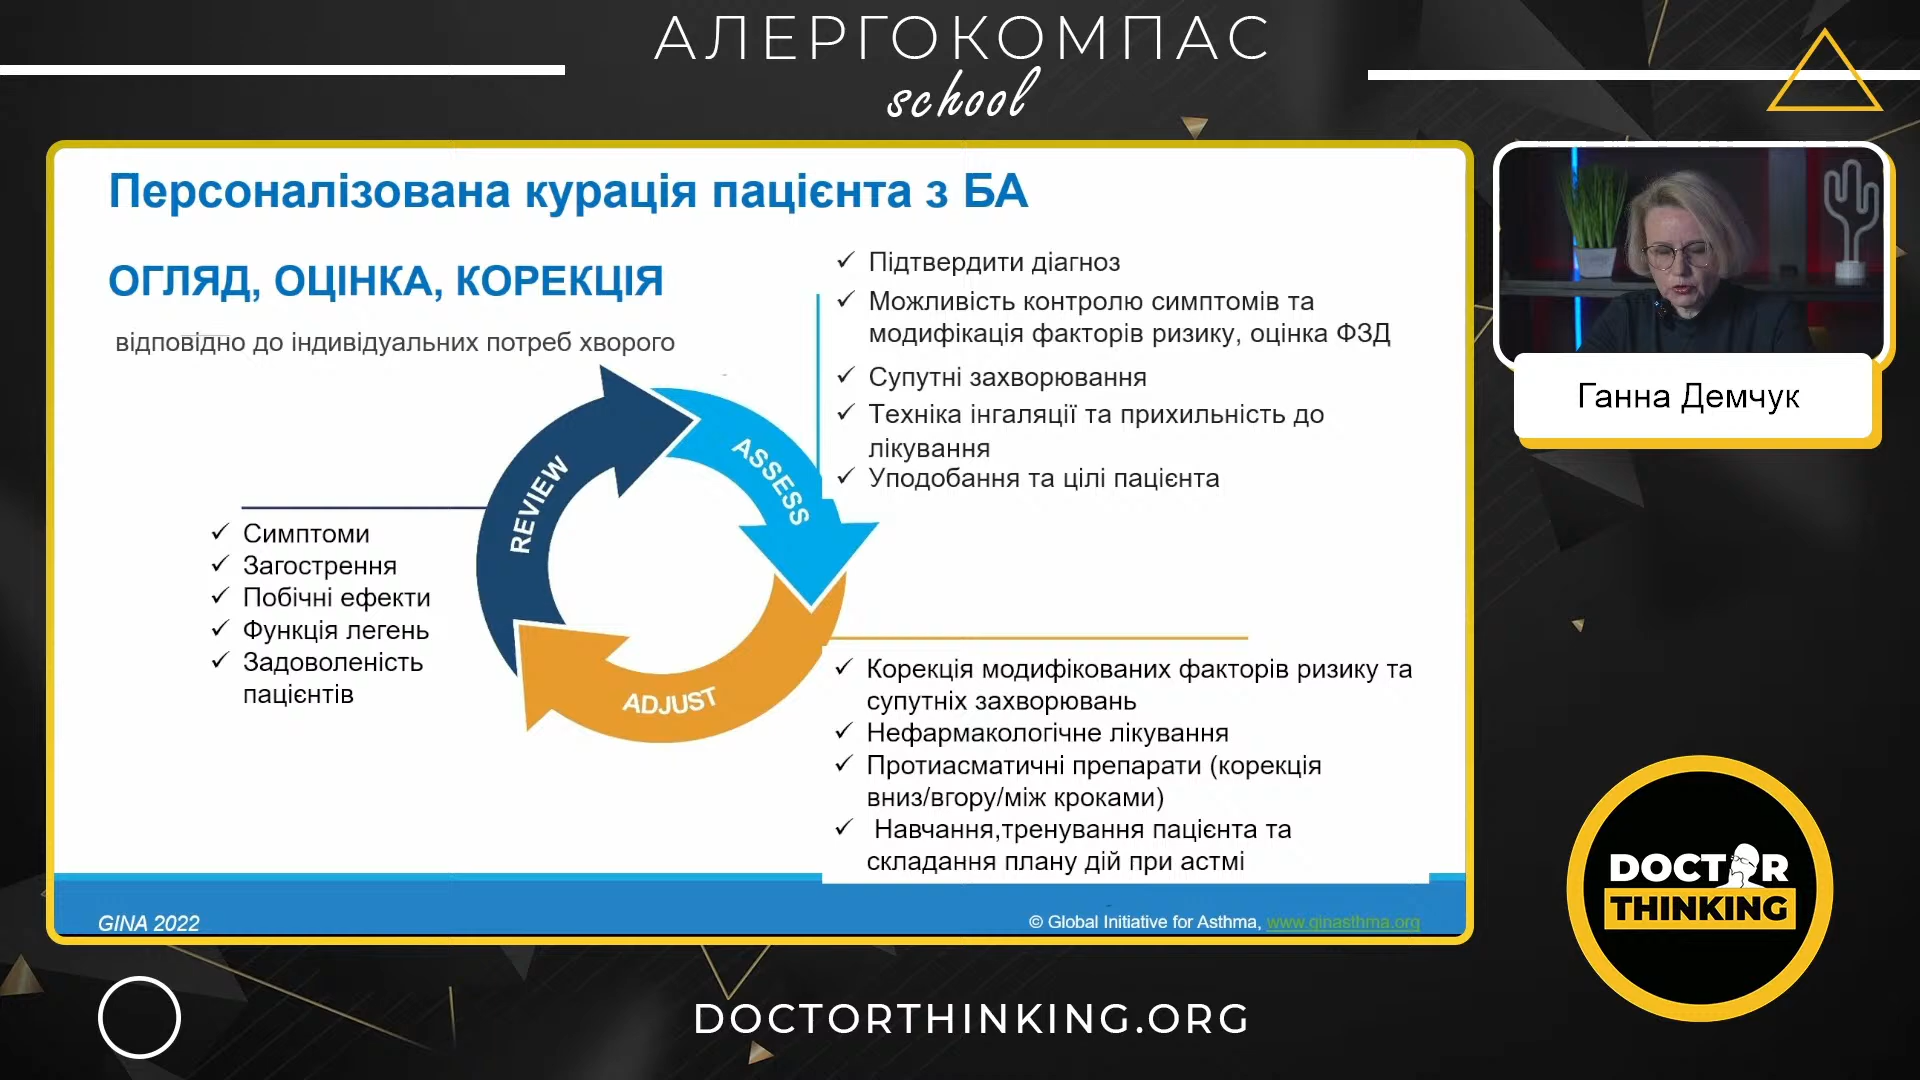 АЛЕРГОКОМПАС
school
Персоналізована курація пацієнта з БА
ОГЛЯД, ОЦІНКА, КОРЕКЦІЯ
відповідно до індивідуальних потреб хворого
✓ Підтвердити діагноз
✓ Можливість контролю симптомів та
модифікація факторів ризику, оцінка ФЗД
✓ Супутні захворювання
✓ Техніка інгаляції та прихильність до
лікування
✓ Уподобання та цілі пацієнта
REVIEW
ASSESS
ADJUST
✓ Симптоми
✓ Загострення
✓ Побічні ефекти
✓ Функція легень
✓ Задоволеність
пацієнтів
✓ Корекція модифікованих факторів ризику та
супутніх захворювань
✓ Нефармакологічне лікування
✓ Протиасматичні препарати (корекція
вниз/вгору/між кроками)
✓ Навчання,тренування пацієнта та
складання плану дій при астмі
GINA 2022
© Global Initiative for Asthma, www.ginasthma.org
Ганна Демчук
DOCTOR
THINKING
DOCTORTHINKING.ORG